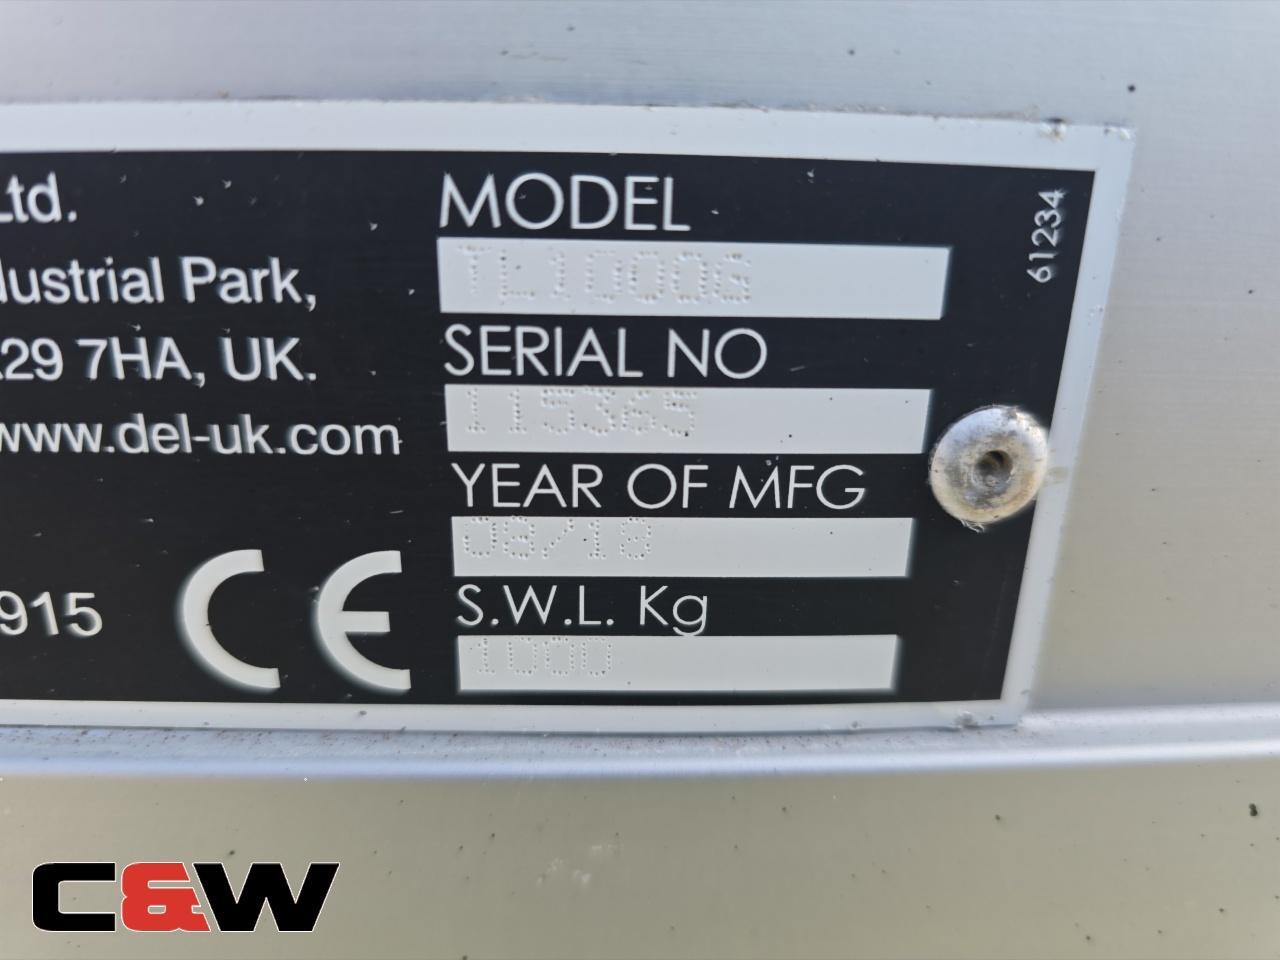 Ltd.
dustrial Park,
29 7HA, UK.
www.del-uk.com
915
CE
MODEL
TL1000G
SERIAL NO
115365
YEAR OF MFG
08/18
S.W.L. Kg
1000
61234
C&W